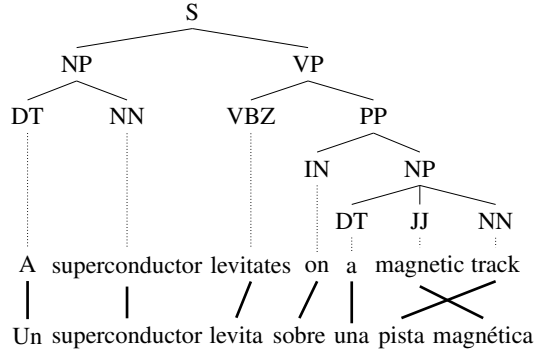 S
NP VP
DT NN VBZ PP
IN NP
DT JJ NN
A superconductor levitates on a magnetic track
Un superconductor levita sobre una pista magnética